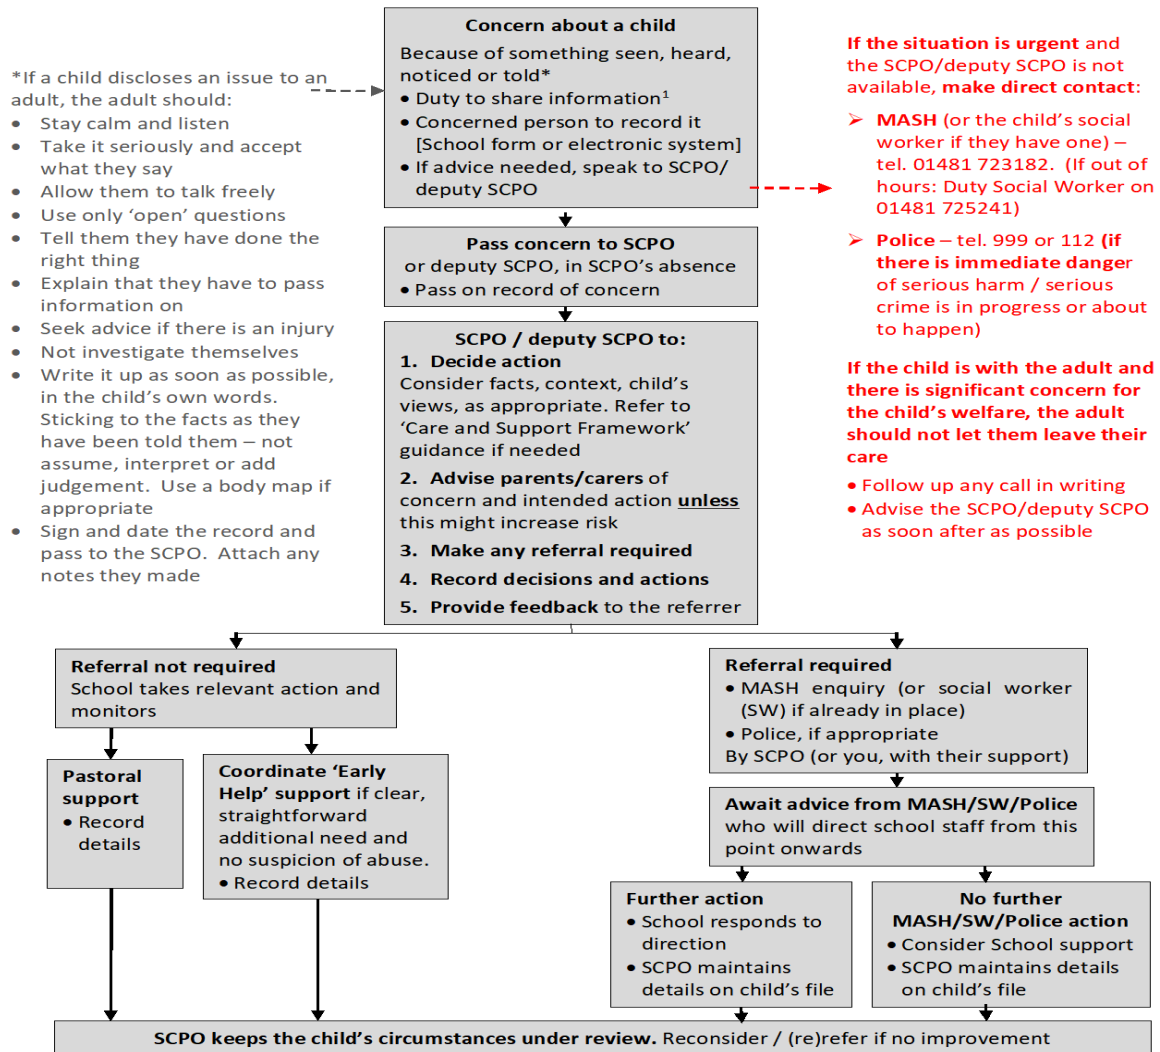 Concern about a child
Because of something seen, heard,
noticed or told*
• Duty to share information¹
• Concerned person to record it
[School form or electronic system]
• If advice needed, speak to SCPO/
deputy SCPO
*If a child discloses an issue to an
adult, the adult should:
• Stay calm and listen
• Take it seriously and accept
what they say
• Allow them to talk freely
• Use only ‘open’ questions
• Tell them they have done the
right thing
• Explain that they have to pass
information on
• Seek advice if there is an injury
• Not investigate themselves
• Write it up as soon as possible,
in the child’s own words.
Sticking to the facts as they
have been told them – not
assume, interpret or add
judgement.  Use a body map if
appropriate
• Sign and date the record and
pass to the SCPO.  Attach any
notes they made
If the situation is urgent and
the SCPO/deputy SCPO is not
available, make direct contact:
➢ MASH (or the child’s social
worker if they have one) –
tel. 01481 723182.  (If out of
hours: Duty Social Worker on
01481 725241)
➢ Police – tel. 999 or 112 (if
there is immediate danger
of serious harm / serious
crime is in progress or about
to happen)
If the child is with the adult and
there is significant concern for
the child’s welfare, the adult
should not let them leave their
care
• Follow up any call in writing
• Advise the SCPO/deputy SCPO
as soon after as possible
Pass concern to SCPO
or deputy SCPO, in SCPO’s absence
• Pass on record of concern
SCPO / deputy SCPO to:
1. Decide action
Consider facts, context, child’s
views, as appropriate. Refer to
‘Care and Support Framework’
guidance if needed
2. Advise parents/carers of
concern and intended action unless
this might increase risk
3. Make any referral required
4. Record decisions and actions
5. Provide feedback to the referrer
Referral not required
School takes relevant action and
monitors
Pastoral
support
• Record
details
Coordinate ‘Early
Help’ support if clear,
straightforward
additional need and
no suspicion of abuse.
• Record details
Referral required
• MASH enquiry (or social worker
(SW) if already in place)
• Police, if appropriate
By SCPO (or you, with their support)
Await advice from MASH/SW/Police
who will direct school staff from this
point onwards
Further action
• School responds to
direction
• SCPO maintains
details on child’s file
No further
MASH/SW/Police action
• Consider School support
• SCPO maintains details
on child’s file
SCPO keeps the child’s circumstances under review. Reconsider / (re)refer if no improvement